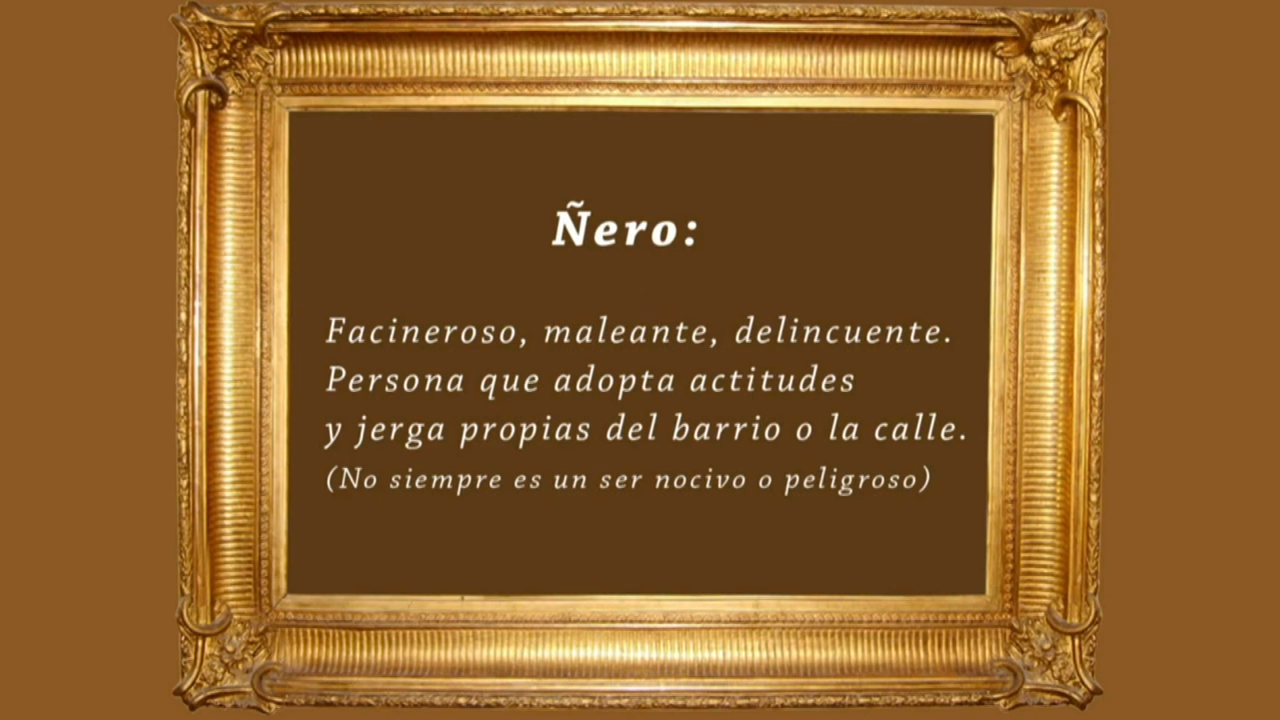 Ñero:
Facineroso, maleante, delincuente.
Persona que adopta actitudes
y jerga propias del barrio o la calle.
(No siempre es un ser nocivo o peligroso)